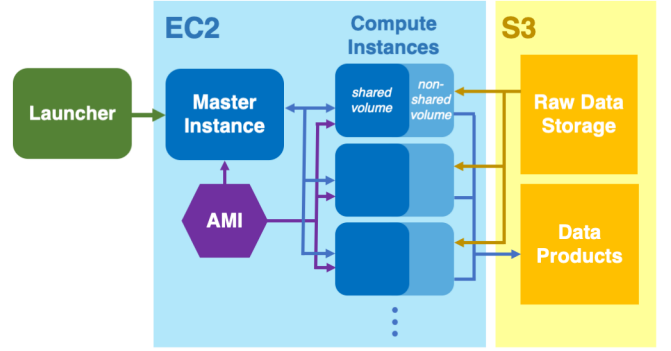 EC2
S3
Compute
Instances
Launcher
Master
Instance
shared
volume
non-
shared
volume
Raw Data
Storage
AMI
Data
Products